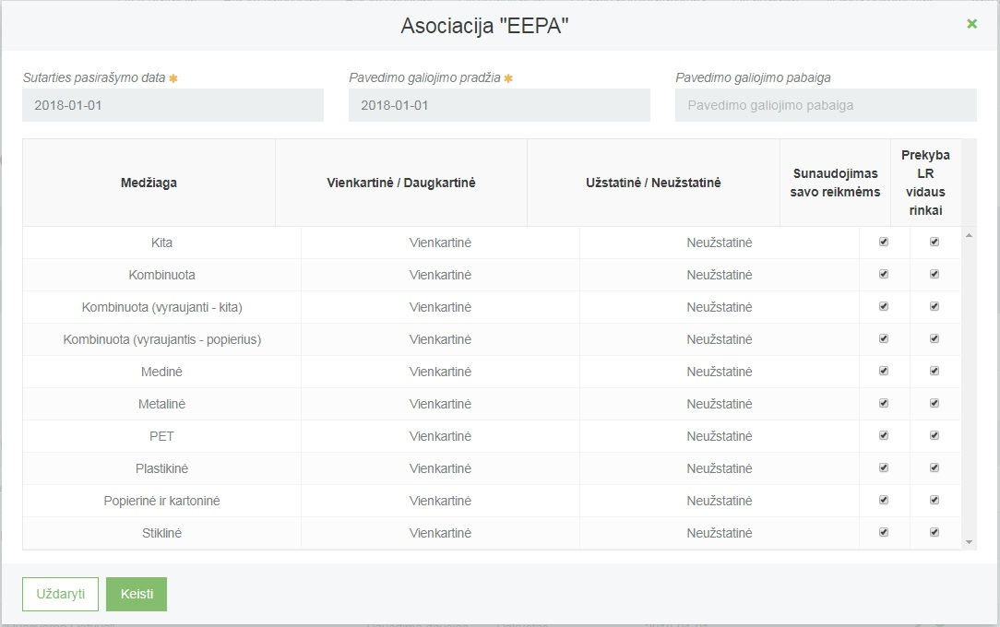 Asociacija "EEPA"
Sutarties pasirašymo data
Pavedimo galiojimo pradžia
Pavedimo galiojimo pabaiga
2018-01-01
2018-01-01
Pavedimo galiojimo pabaiga
Medžiaga
Vienkartinė / Daugkartinė
Užstatinė / Neužstatinė
Sunaudojimas
savo reikmėms
Prekyba
LR
vidaus
rinkai
Kita Vienkartinė Neužstatinė
Kombinuota Vienkartinė Neužstatinė
Kombinuota (vyraujanti - kita) Vienkartinė Neužstatinė
Kombinuota (vyraujantis - popierius) Vienkartinė Neužstatinė
Medinė Vienkartinė Neužstatinė
Metalinė Vienkartinė Neužstatinė
PET Vienkartinė Neužstatinė
Plastikinė Vienkartinė Neužstatinė
Popierinė ir kartoninė Vienkartinė Neužstatinė
Stiklinė Vienkartinė Neužstatinė
Uždaryti
Keisti